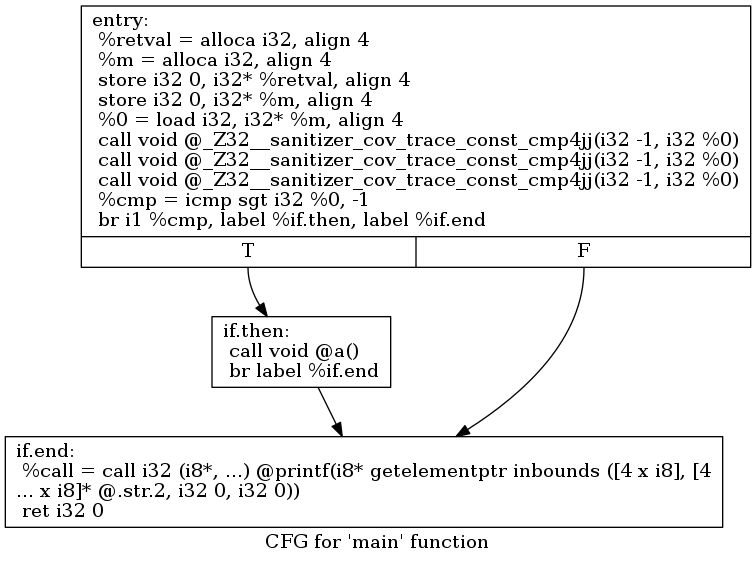 entry:
%retval = alloca i32, align 4
%m = alloca i32, align 4
store i32 0, i32* %retval, align 4
store i32 0, i32* %m, align 4
%0 = load i32, i32* %m, align 4
call void @_Z32__sanitizer_cov_trace_const_cmp4jj(i32 -1, i32 %0)
call void @_Z32__sanitizer_cov_trace_const_cmp4jj(i32 -1, i32 %0)
call void @_Z32__sanitizer_cov_trace_const_cmp4jj(i32 -1, i32 %0)
%cmp = icmp sgt i32 %0, -1
br i1 %cmp, label %if.then, label %if.end
T
F
if.then:
call void @a()
br label %if.end
if.end:
%call = call i32 (i8*, ...) @printf(i8* getelementptr inbounds ([4 x i8], [4
... x i8]* @.str.2, i32 0, i32 0))
ret i32 0
CFG for 'main' function